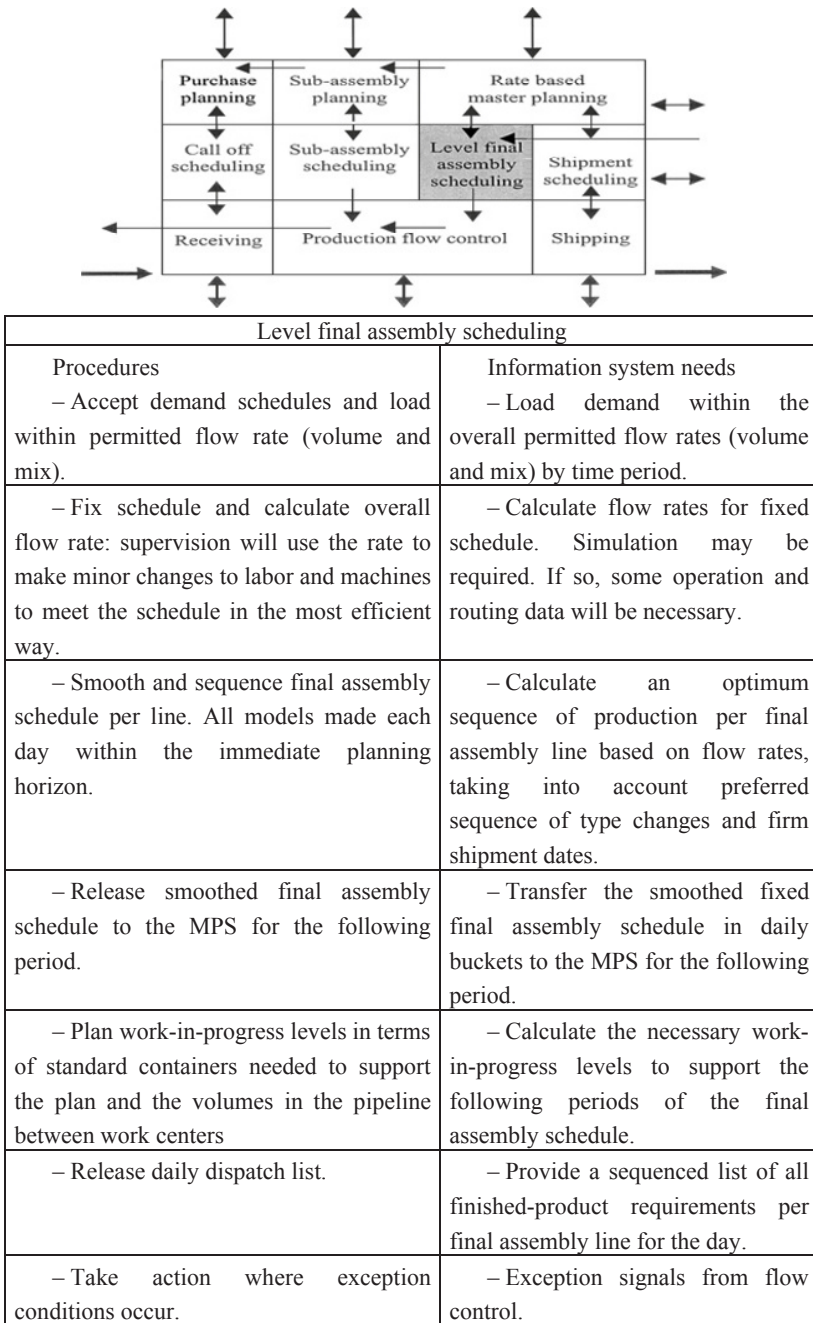 Purchase planning
Sub-assembly planning
Rate based master planning
Call off scheduling
Sub-assembly scheduling
Level final assembly scheduling
Shipment scheduling
Receiving
Production flow control
Shipping
Level final assembly scheduling
Procedures
– Accept demand schedules and load
within permitted flow rate (volume and
mix).
Information system needs
– Load demand within the
overall permitted flow rates (volume
and mix) by time period.
– Fix schedule and calculate overall
flow rate: supervision will use the rate to
make minor changes to labor and machines
to meet the schedule in the most efficient
way.
– Calculate flow rates for fixed
schedule. Simulation may be
required. If so, some operation and
routing data will be necessary.
– Smooth and sequence final assembly
schedule per line. All models made each
day within the immediate planning
horizon.
– Calculate an optimum
sequence of production per final
assembly line based on flow rates,
taking into account preferred
sequence of type changes and firm
shipment dates.
– Release smoothed final assembly
schedule to the MPS for the following
period.
– Transfer the smoothed fixed
final assembly schedule in daily
buckets to the MPS for the following
period.
– Plan work-in-progress levels in terms
of standard containers needed to support
the plan and the volumes in the pipeline
between work centers
– Calculate the necessary work-
in-progress levels to support the
following periods of the final
assembly schedule.
– Release daily dispatch list.
– Provide a sequenced list of all
finished-product requirements per
final assembly line for the day.
– Take action where exception
conditions occur.
– Exception signals from flow
control.